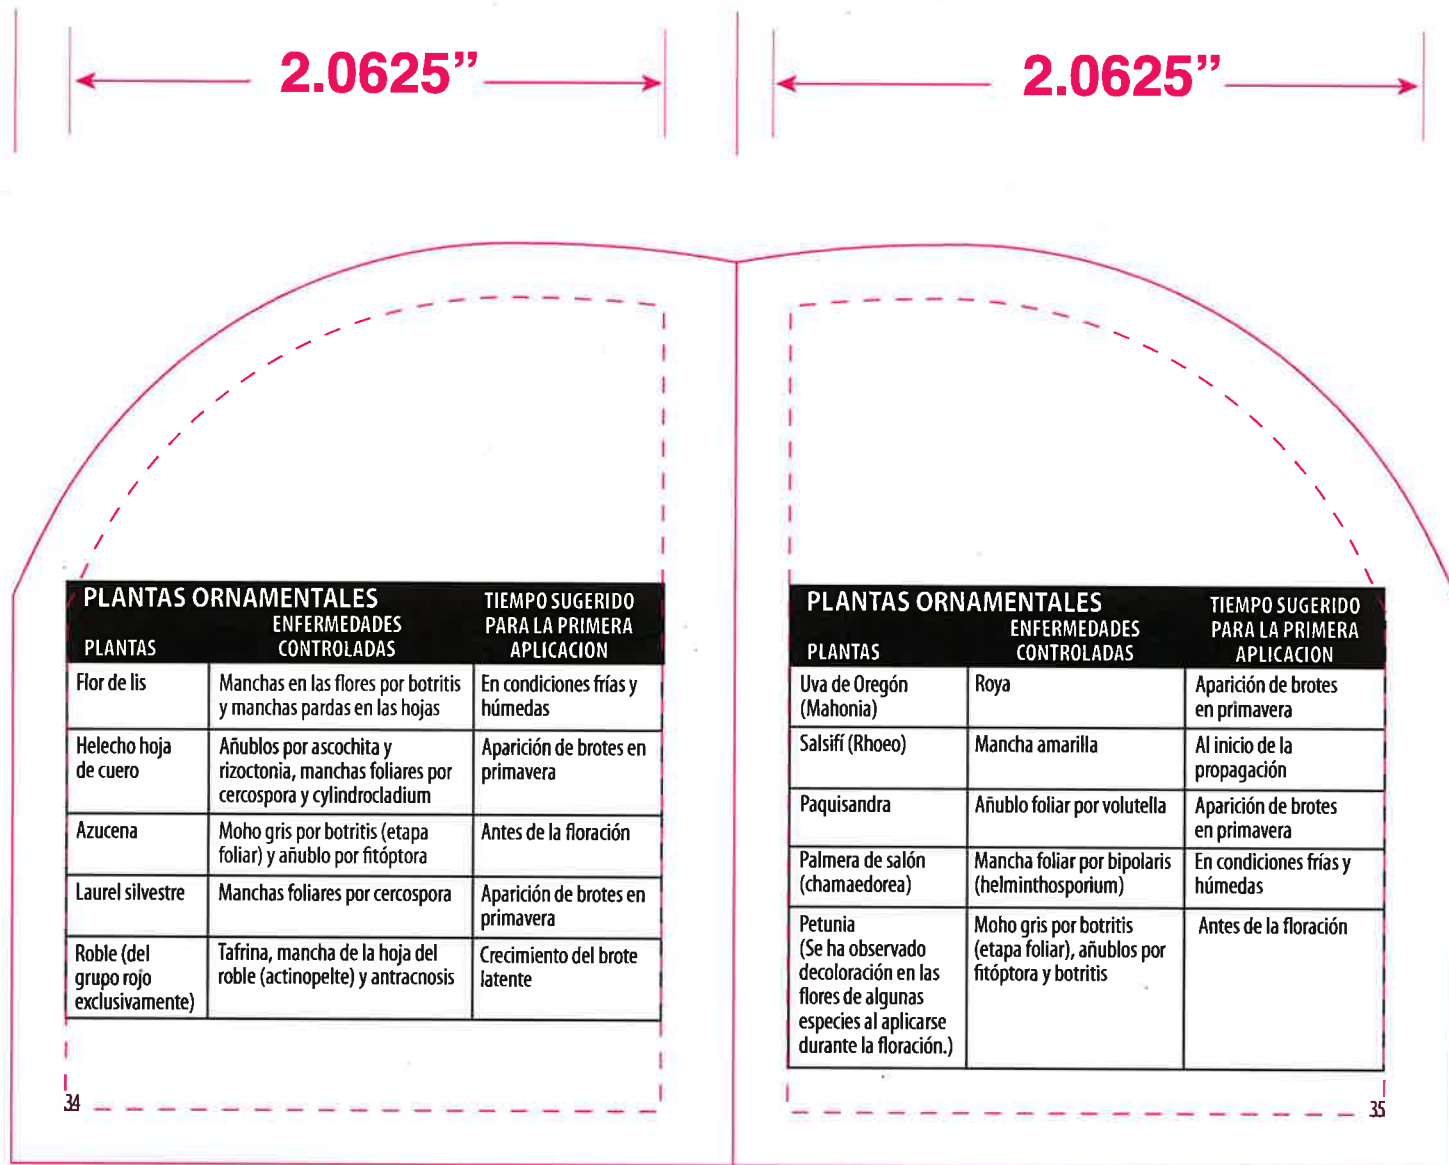 2.0625”
2.0625”
PLANTAS ORNAMENTALES
PLANTAS
ENFERMEDADES
CONTROLADAS
TIEMPO SUGERIDO
PARA LA PRIMERA
APLICACION
Flor de lis
Manchas en las flores por botritis
y manchas pardas en las hojas
En condiciones frías y
húmedas
Helecho hoja
de cuero
Añublos por ascochita y
rizoctonia, manchas foliares por
cercospora y cylindrocladium
Aparición de brotes en
primavera
Azucena
Moho gris por botritis (etapa
foliar) y añublo por fitóptora
Antes de la floración
Laurel silvestre
Manchas foliares por cercospora
Aparición de brotes en
primavera
Roble (del
grupo rojo
exclusivamente)
Tafrina, mancha de la hoja del
roble (actinopelte) y antracnosis
Crecimiento del brote
latente
34
PLANTAS ORNAMENTALES
PLANTAS
ENFERMEDADES
CONTROLADAS
TIEMPO SUGERIDO
PARA LA PRIMERA
APLICACION
Uva de Oregón
(Mahonia)
Roya
Aparición de brotes
en primavera
Salsifí (Rhoeo)
Mancha amarilla
Al inicio de la
propagación
Paquisandra
Añublo foliar por volutella
Aparición de brotes
en primavera
Palmera de salón
(chamaedorea)
Mancha foliar por bipolaris
(helminthosporium)
En condiciones frías y
húmedas
Petunia
(Se ha observado
decoloración en las
flores de algunas
especies al aplicarse
durante la floración.)
Moho gris por botritis
(etapa foliar), añublos por
fitóptora y botritis
Antes de la floración
35